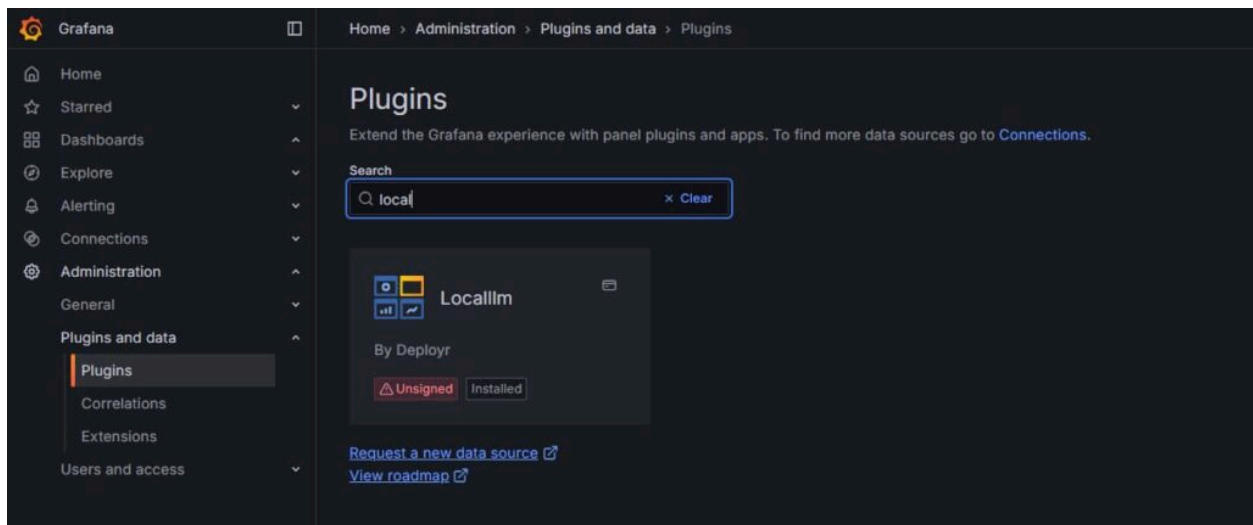 Grafana
Home > Administration > Plugins and data > Plugins
Home
Starred
Dashboards
Explore
Alerting
Connections
Administration
General
Plugins and data
Plugins
Correlations
Extensions
Users and access
Plugins
Extend the Grafana experience with panel plugins and apps. To find more data sources go to Connections.
Search
local
× Clear
Localllm
By Deployr
Unsigned
Installed
Request a new data source
View roadmap